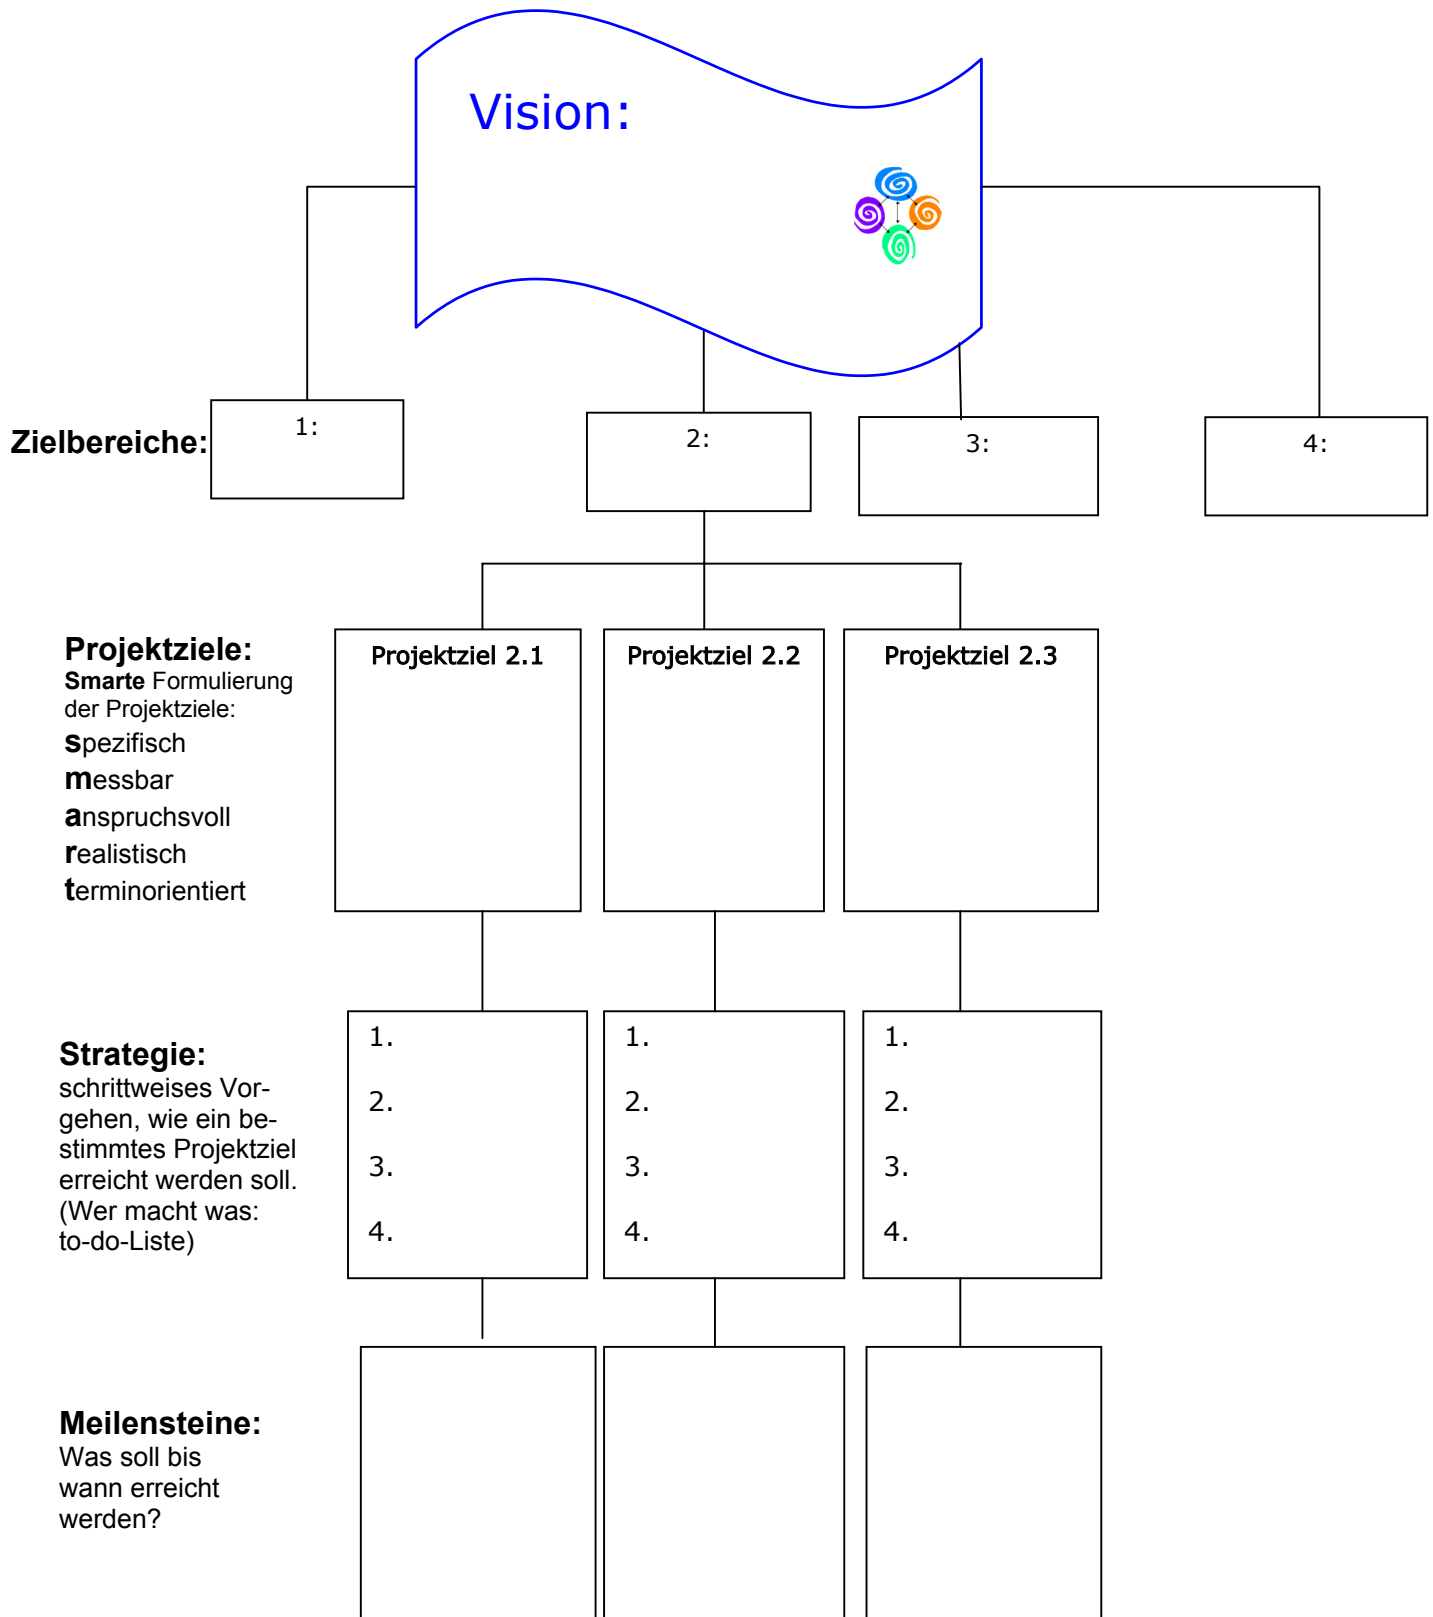 Vision:
Zielbereiche:
1:
2:
3:
4:
Projektziele:
Smarte Formulierung
der Projektziele:
spezifisch
messbar
anspruchsvoll
realistisch
terminorientiert
Projektziel 2.1
Projektziel 2.2
Projektziel 2.3
Strategie:
schrittweises Vor-
gehen, wie ein be-
stimmtes Projektziel
erreicht werden soll.
(Wer macht was:
to-do-Liste)
1.
2.
3.
4.
1.
2.
3.
4.
1.
2.
3.
4.
Meilensteine:
Was soll bis
wann erreicht
werden?